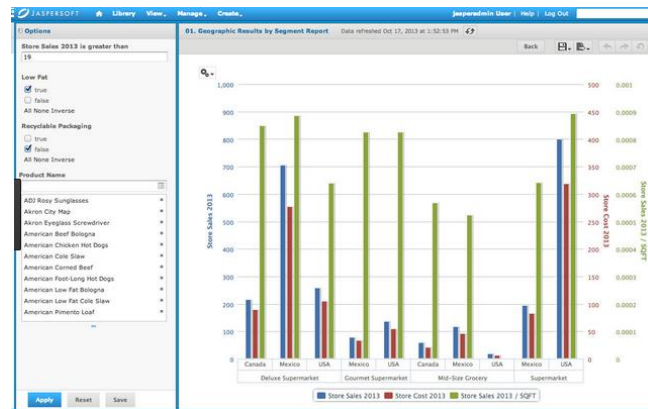 JASPERSOFT Library View Manage Create jasperadmin User Help Log Out
Options
01. Geographic Results by Segment Report Data refreshed Oct 17, 2013 at 1:52:53 PM
Back
Store Sales 2013 is greater than
19
Low Fat
true
false
All None Inverse
Recyclable Packaging
true
false
All None Inverse
Product Name
ADJ Rosy Sunglasses
Akron City Map
Akron Eyeglass Screwdriver
American Beef Bologna
American Chicken Hot Dogs
American Cole Slaw
American Corned Beef
American Foot-Long Hot Dogs
American Low Fat Bologna
American Low Fat Cole Slaw
American Pimento Loaf
Apply Reset Save
1,000 500 0.001
900 450 0.0009
800 400 0.0008
700 350 0.0007
600 300 0.0006
500 250 0.0005
400 200 0.0004
300 150 0.0003
200 100 0.0002
100 50 0.0001
0 0 0
Store Sales 2013
Store Cost 2013
Store Sales 2013 / SQFT
Canada Mexico USA Mexico USA Canada Mexico USA Mexico USA
Deluxe Supermarket Gourmet Supermarket Mid-Size Grocery Supermarket
Store Sales 2013 Store Cost 2013 Store Sales 2013 / SQFT